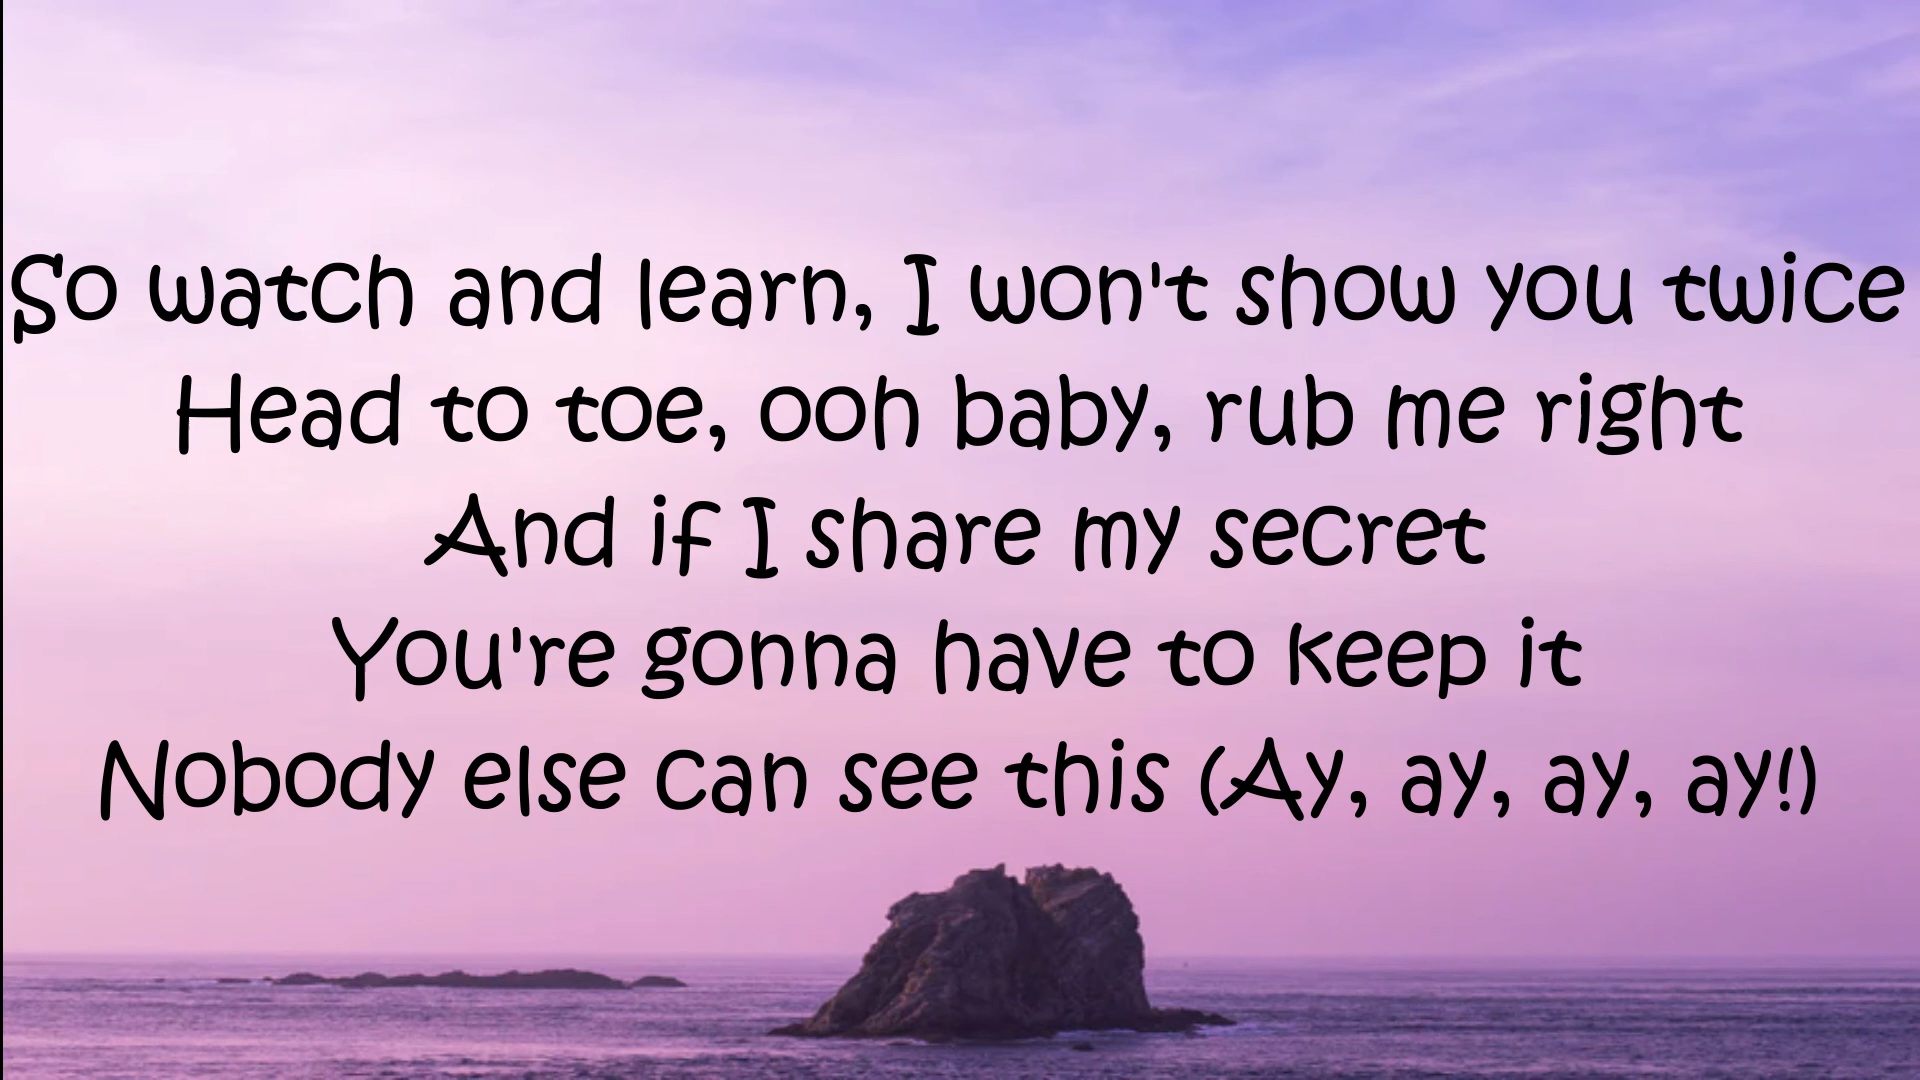 So watch and learn, I won't show you twice
Head to toe, ooh baby, rub me right
And if I share my secret
You're gonna have to keep it
Nobody else can see this (Ay, ay, ay, ay!)